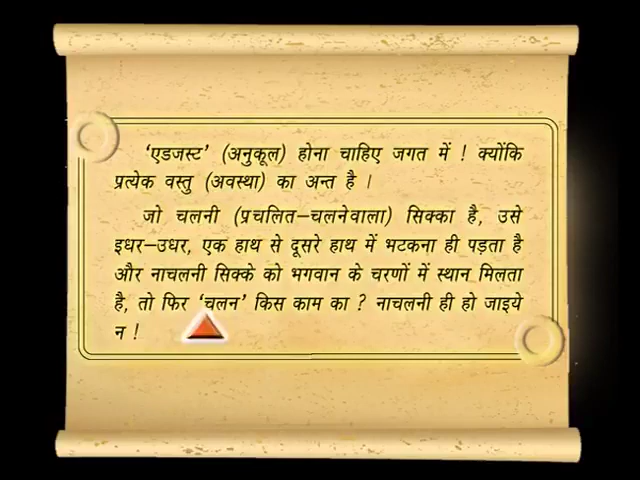 ‘एडजस्ट’ (अनुकूल) होना चाहिए जगत में ! क्योंकि
प्रत्येक वस्तु (अवस्था) का अन्त है ।
जो चलनी (प्रचलित–चलनेवाला) सिक्का है, उसे
इधर–उधर, एक हाथ से दूसरे हाथ में भटकना ही पड़ता है
और नाचलनी सिक्के को भगवान के चरणों में स्थान मिलता
है, तो फिर ‘चलन’ किस काम का ? नाचलनी ही हो जाइये
न !